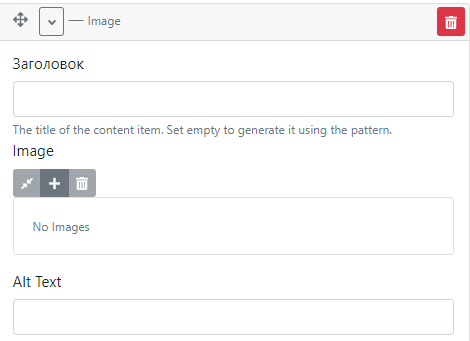 — Image
Заголовок
The title of the content item. Set empty to generate it using the pattern.
Image
No Images
Alt Text